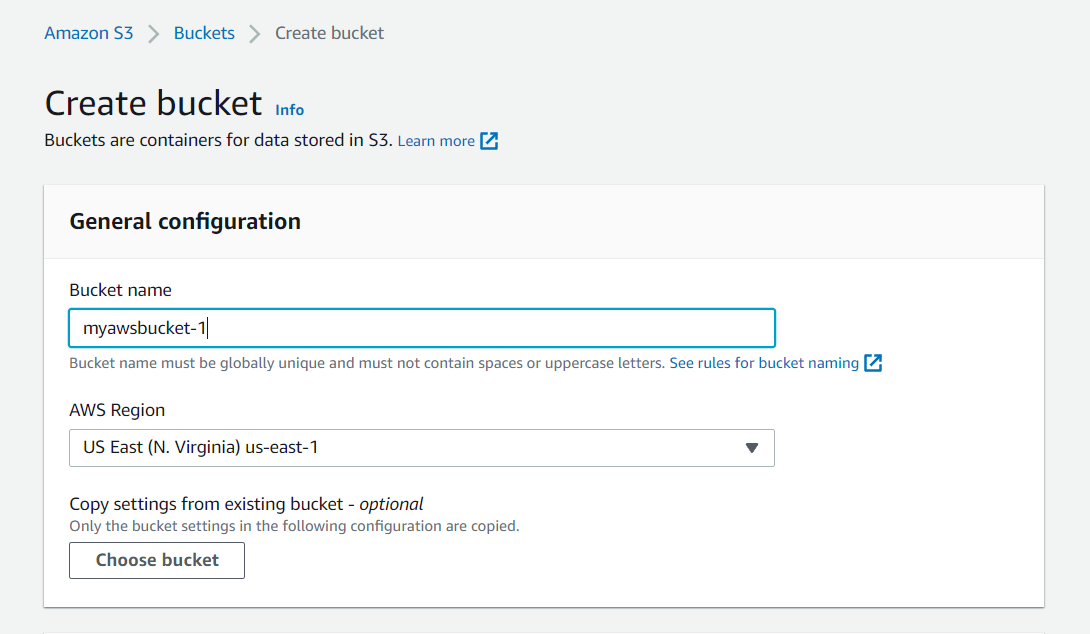 Amazon S3 > Buckets > Create bucket
Create bucket Info
Buckets are containers for data stored in S3. Learn more
General configuration
Bucket name
myawsbucket-1
Bucket name must be globally unique and must not contain spaces or uppercase letters. See rules for bucket naming
AWS Region
US East (N. Virginia) us-east-1
Copy settings from existing bucket - optional
Only the bucket settings in the following configuration are copied.
Choose bucket